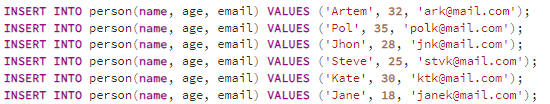 INSERT INTO person(name, age, email) VALUES ('Artem', 32, 'ark@mail.com');
INSERT INTO person(name, age, email) VALUES ('Pol', 35, 'polk@mail.com');
INSERT INTO person(name, age, email) VALUES ('Jhon', 28, 'jnk@mail.com');
INSERT INTO person(name, age, email) VALUES ('Steve', 25, 'stvk@mail.com');
INSERT INTO person(name, age, email) VALUES ('Kate', 30, 'ktk@mail.com');
INSERT INTO person(name, age, email) VALUES ('Jane', 18, 'janek@mail.com');